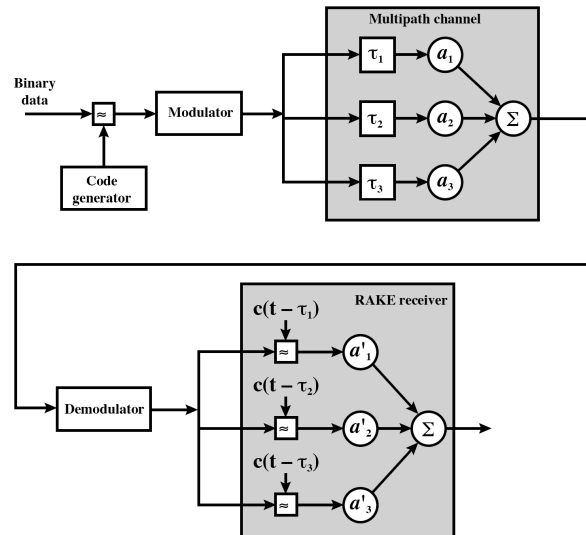 Multipath channel
Binary
data
≈
Modulator
Code
generator
τ₁
a₁
τ₂
a₂
τ₃
a₃
Σ
RAKE receiver
Demodulator
c(t – τ₁)
≈
a'₁
c(t – τ₂)
≈
a'₂
c(t – τ₃)
≈
a'₃
Σ